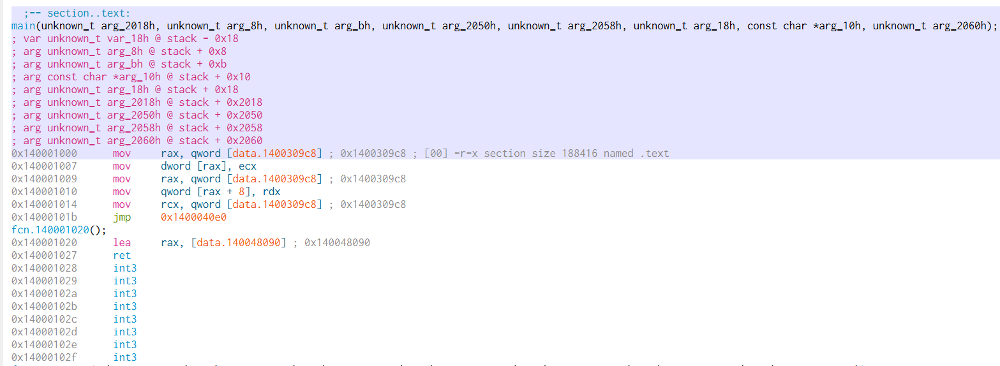 ;-- section..text:
main(unknown_t arg_2018h, unknown_t arg_8h, unknown_t arg_bh, unknown_t arg_2050h, unknown_t arg_2058h, unknown_t arg_18h, const char *arg_10h, unknown_t arg_2060h);
; var unknown_t var_18h @ stack - 0x18
; arg unknown_t arg_8h @ stack + 0x8
; arg unknown_t arg_bh @ stack + 0xb
; arg const char *arg_10h @ stack + 0x10
; arg unknown_t arg_18h @ stack + 0x18
; arg unknown_t arg_2018h @ stack + 0x2018
; arg unknown_t arg_2050h @ stack + 0x2050
; arg unknown_t arg_2058h @ stack + 0x2058
; arg unknown_t arg_2060h @ stack + 0x2060
0x140001000 mov rax, qword [data.1400309c8] ; 0x1400309c8 ; [00] -r-x section size 188416 named .text
0x140001007 mov dword [rax], ecx
0x140001009 mov rax, qword [data.1400309c8] ; 0x1400309c8
0x140001010 mov qword [rax + 8], rdx
0x140001014 mov rcx, qword [data.1400309c8] ; 0x1400309c8
0x14000101b jmp 0x1400040e0
fcn.140001020();
0x140001020 lea rax, [data.140048090] ; 0x140048090
0x140001027 ret
0x140001028 int3
0x140001029 int3
0x14000102a int3
0x14000102b int3
0x14000102c int3
0x14000102d int3
0x14000102e int3
0x14000102f int3